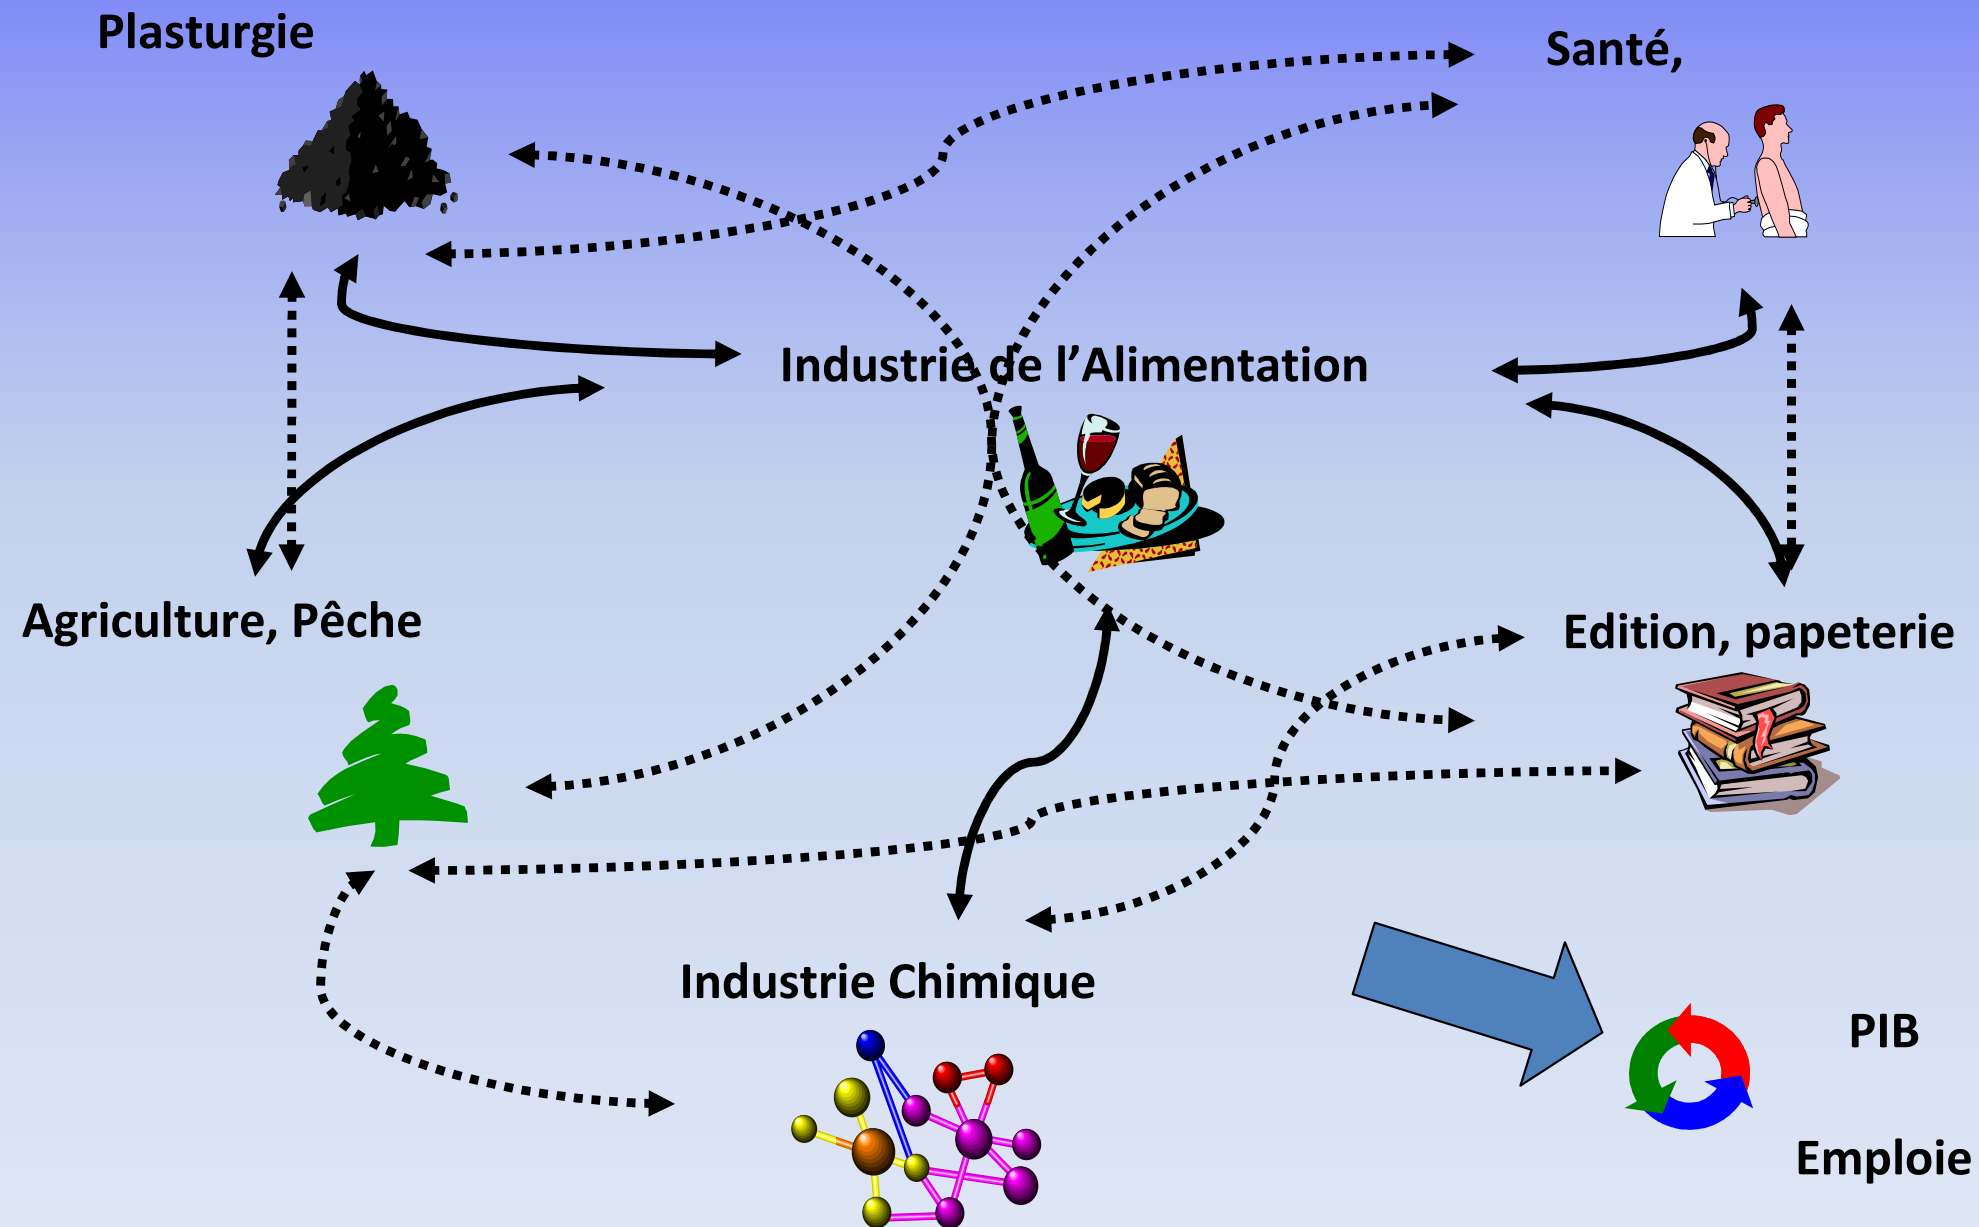 Plasturgie
Santé,
Industrie de l’Alimentation
Agriculture, Pêche
Edition, papeterie
Industrie Chimique
PIB
Emploie